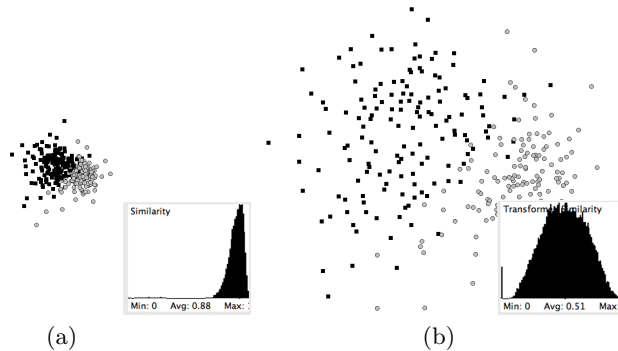 Similarity
Min: 0 Avg: 0.88 Max:
Transformed Similarity
Min: 0 Avg: 0.51 Max:
(a)
(b)